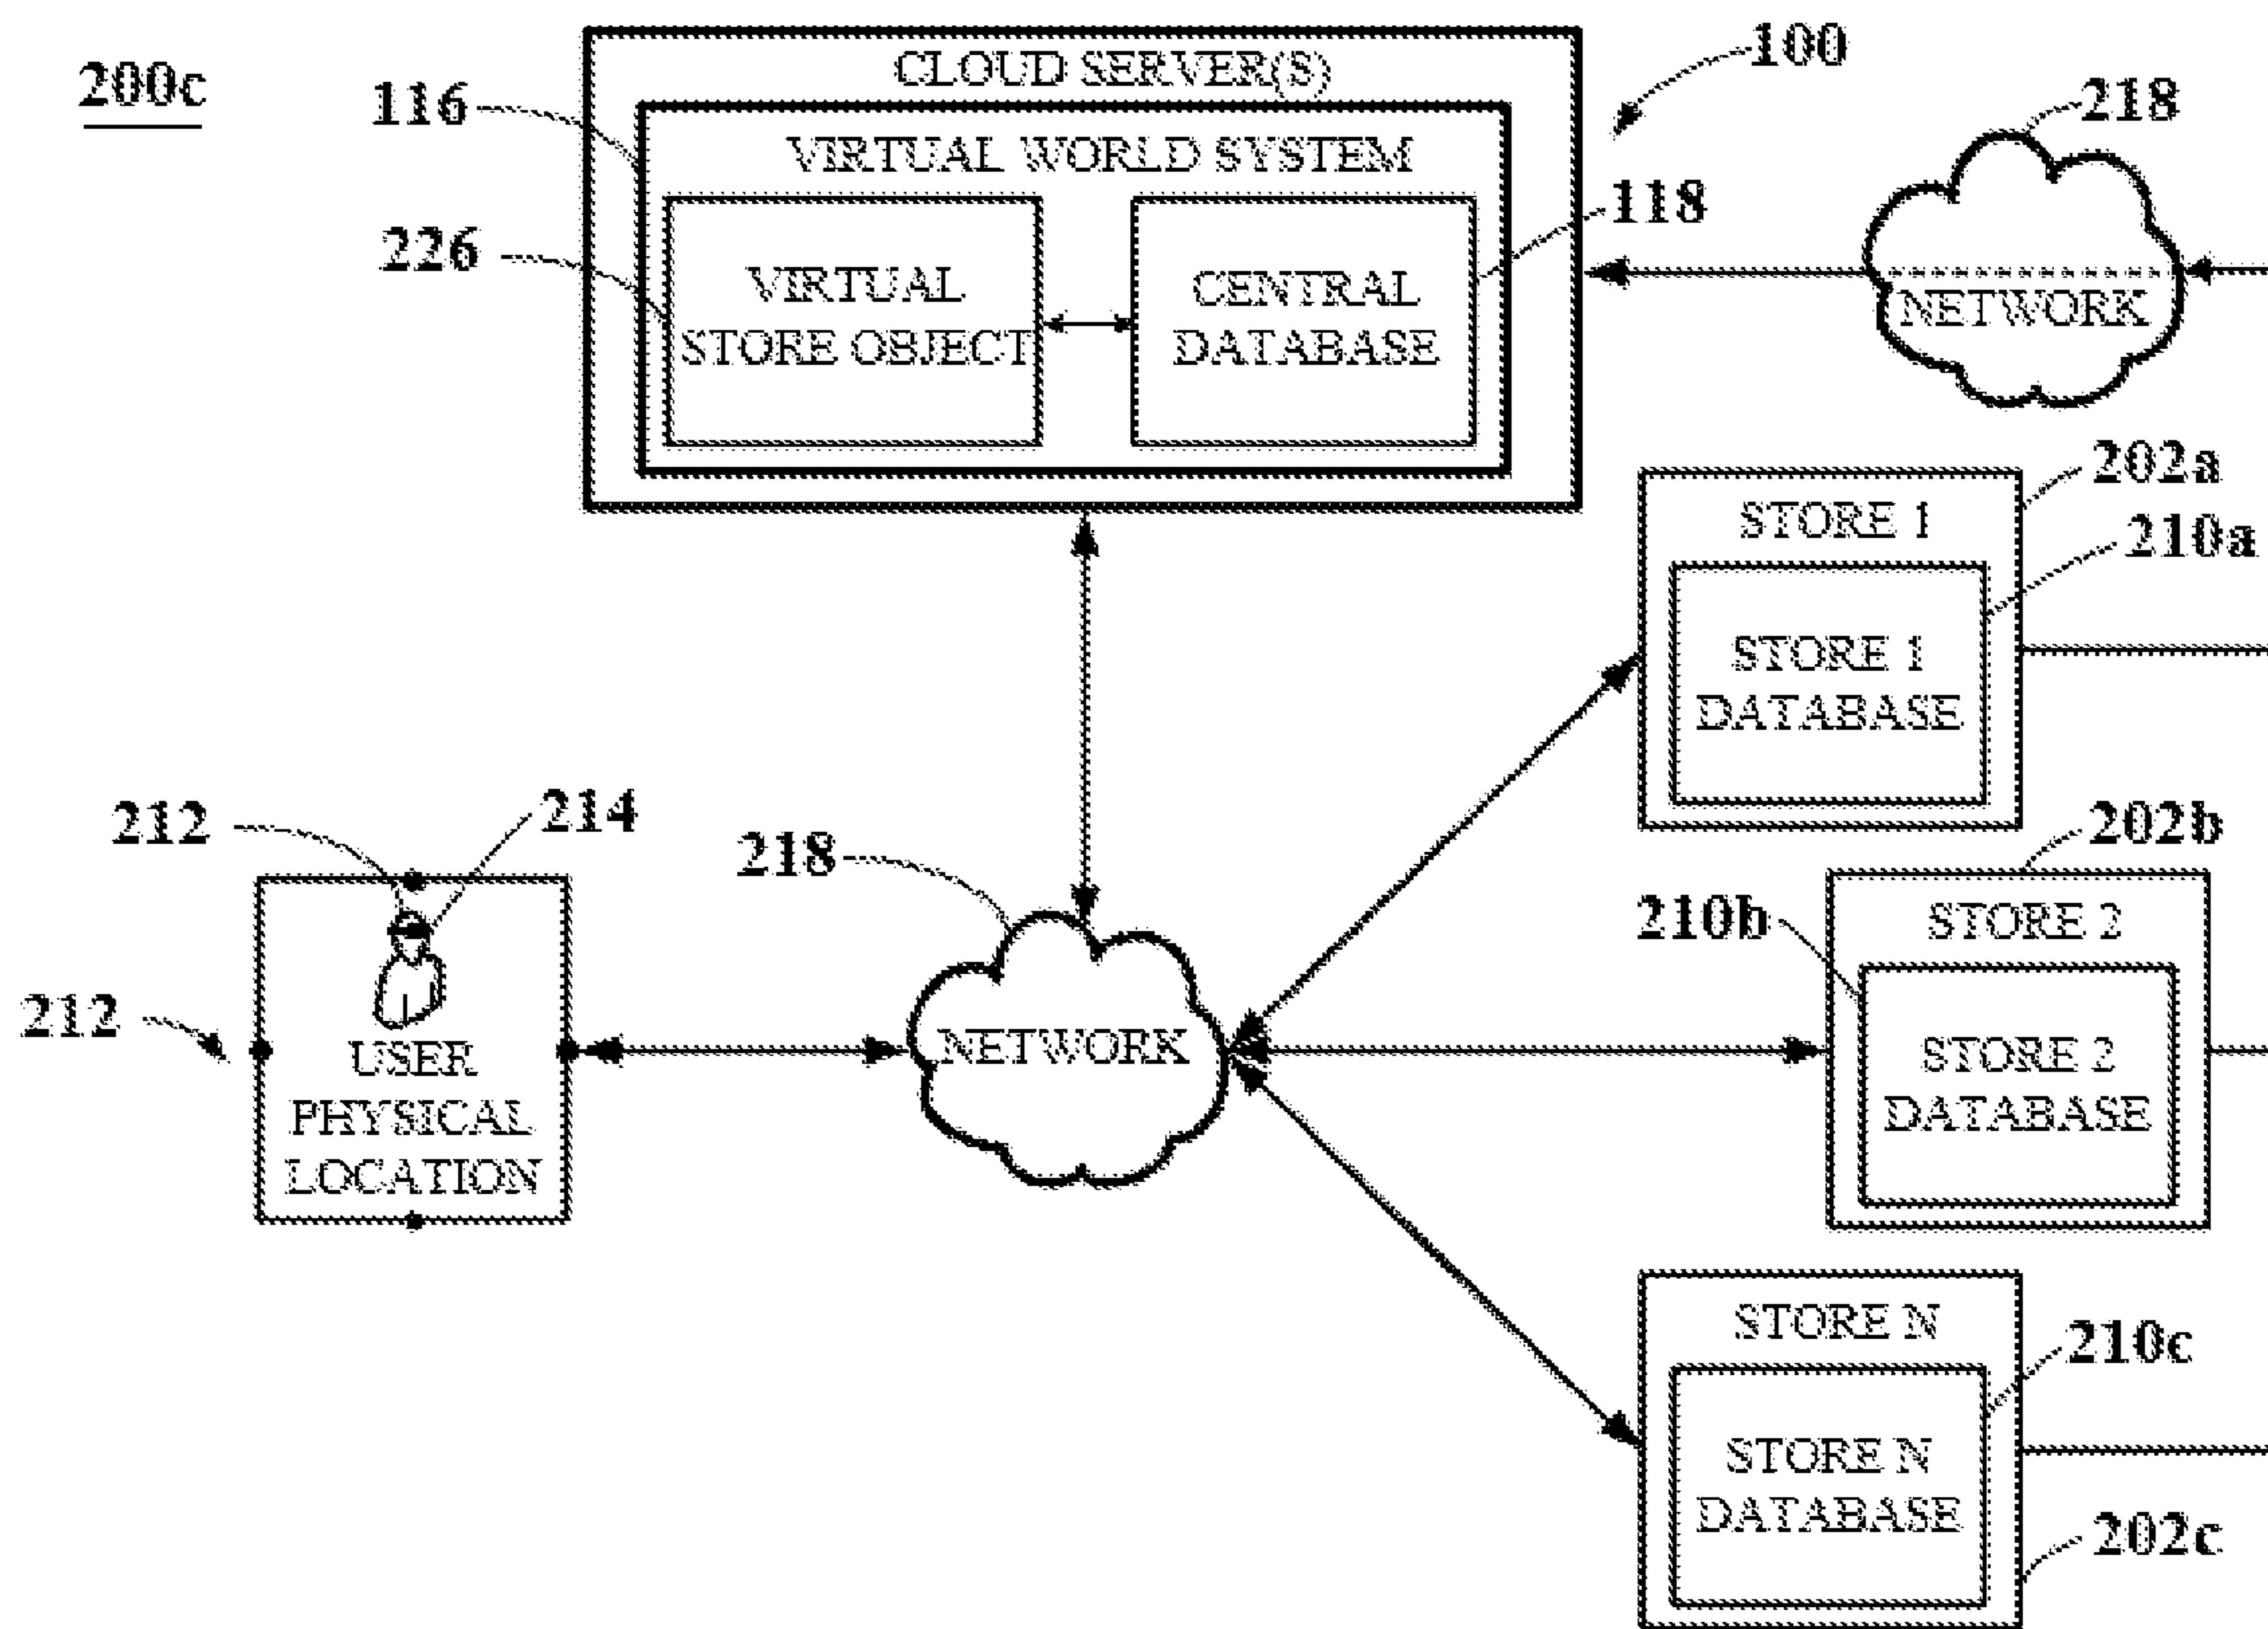 200c
CLOUD SERVER(S)
100
116
VIRTUAL WORLD SYSTEM
218
118
226
VIRTUAL
STORE OBJECT
CENTRAL
DATABASE
NETWORK
202a
STORE 1
210a
STORE 1
DATABASE
212
214
218
202b
210b
STORE 2
STORE 2
DATABASE
212
USER
PHYSICAL
LOCATION
NETWORK
STORE N
210c
STORE N
DATABASE
202c